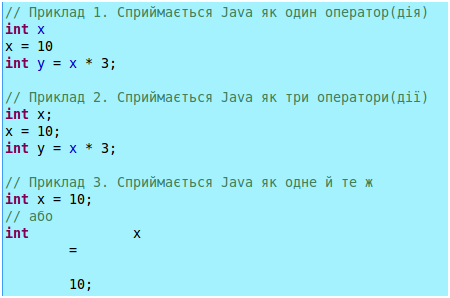 // Приклад 1. Сприймається Java як один оператор(дія)
int x
x = 10
int y = x * 3;
// Приклад 2. Сприймається Java як три оператори(дії)
int x;
x = 10;
int y = x * 3;
// Приклад 3. Сприймається Java як одне й те ж
int x = 10;
// або
int x
=
10;